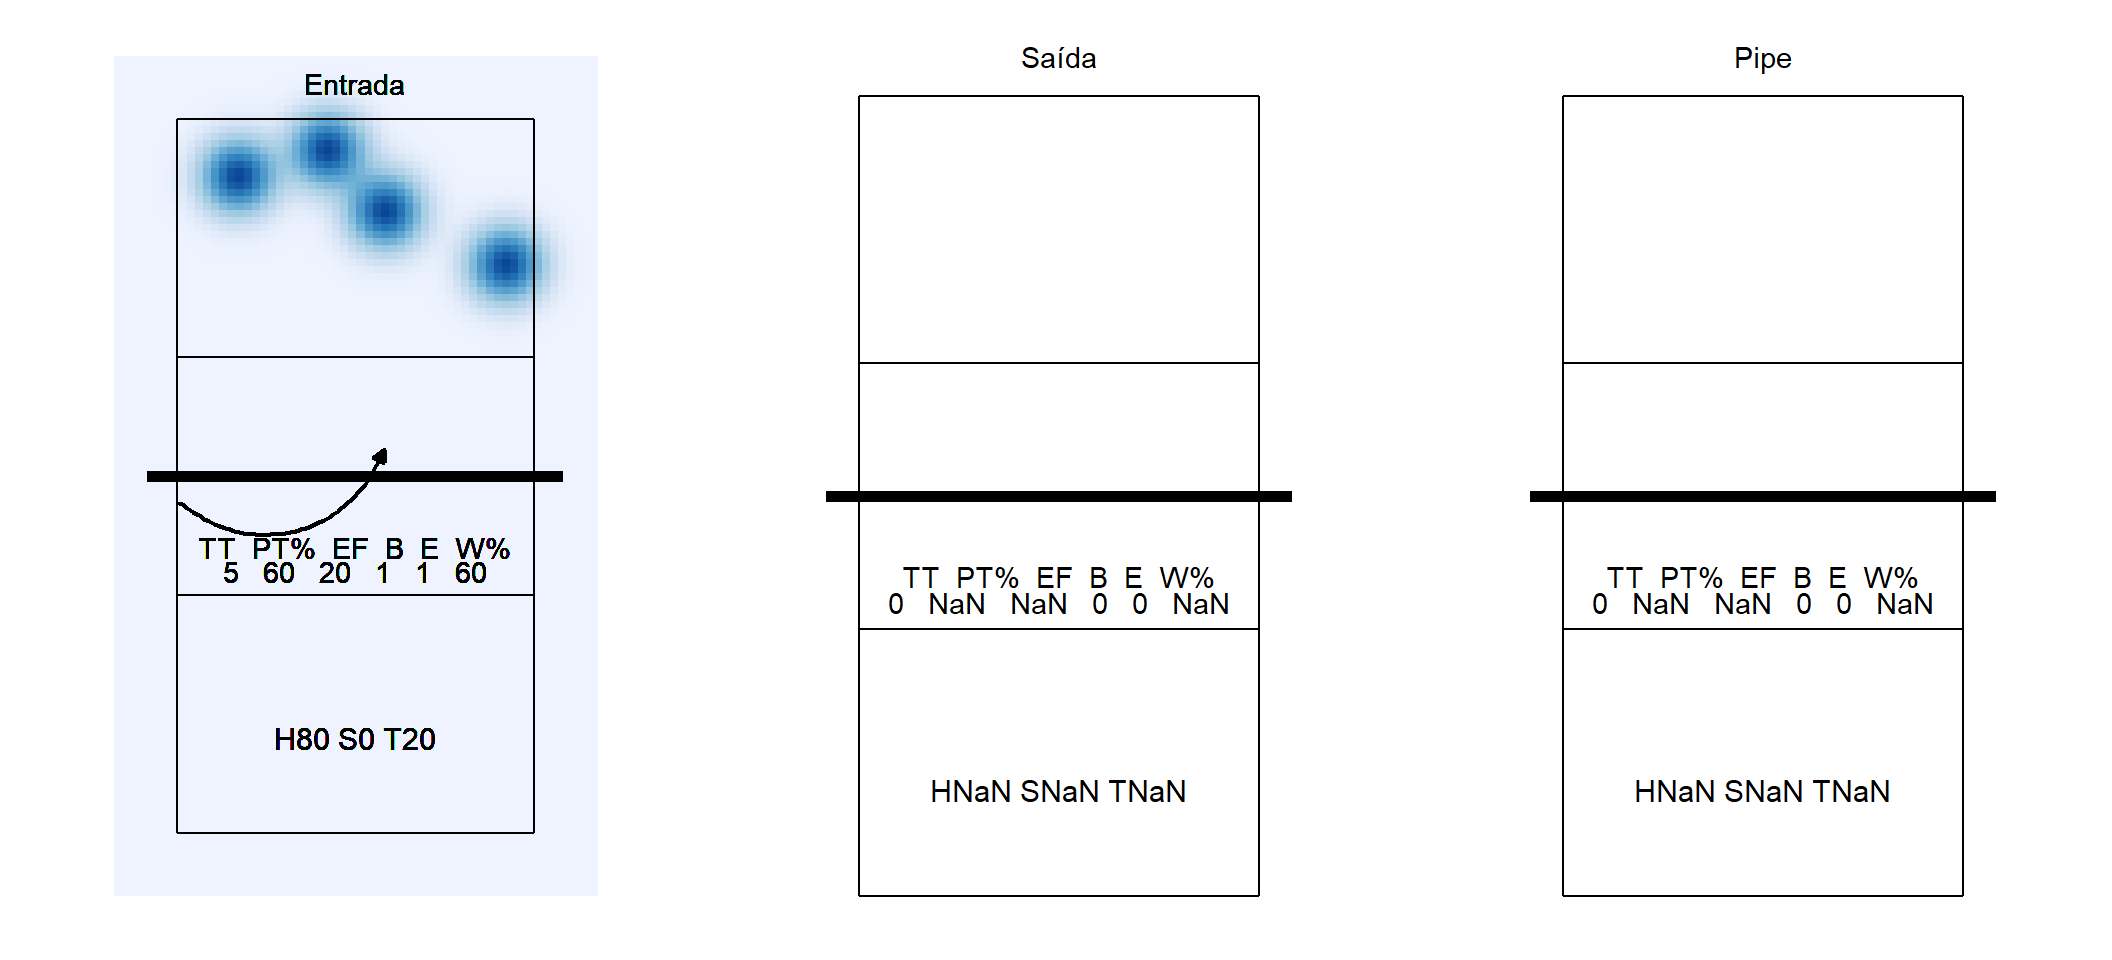 Entrada
TT PT% EF B E W%
5 60 20 1 1 60
H80 S0 T20
Saída
TT PT% EF B E W%
0 NaN NaN 0 0 NaN
HNaN SNaN TNaN
Pipe
TT PT% EF B E W%
0 NaN NaN 0 0 NaN
HNaN SNaN TNaN